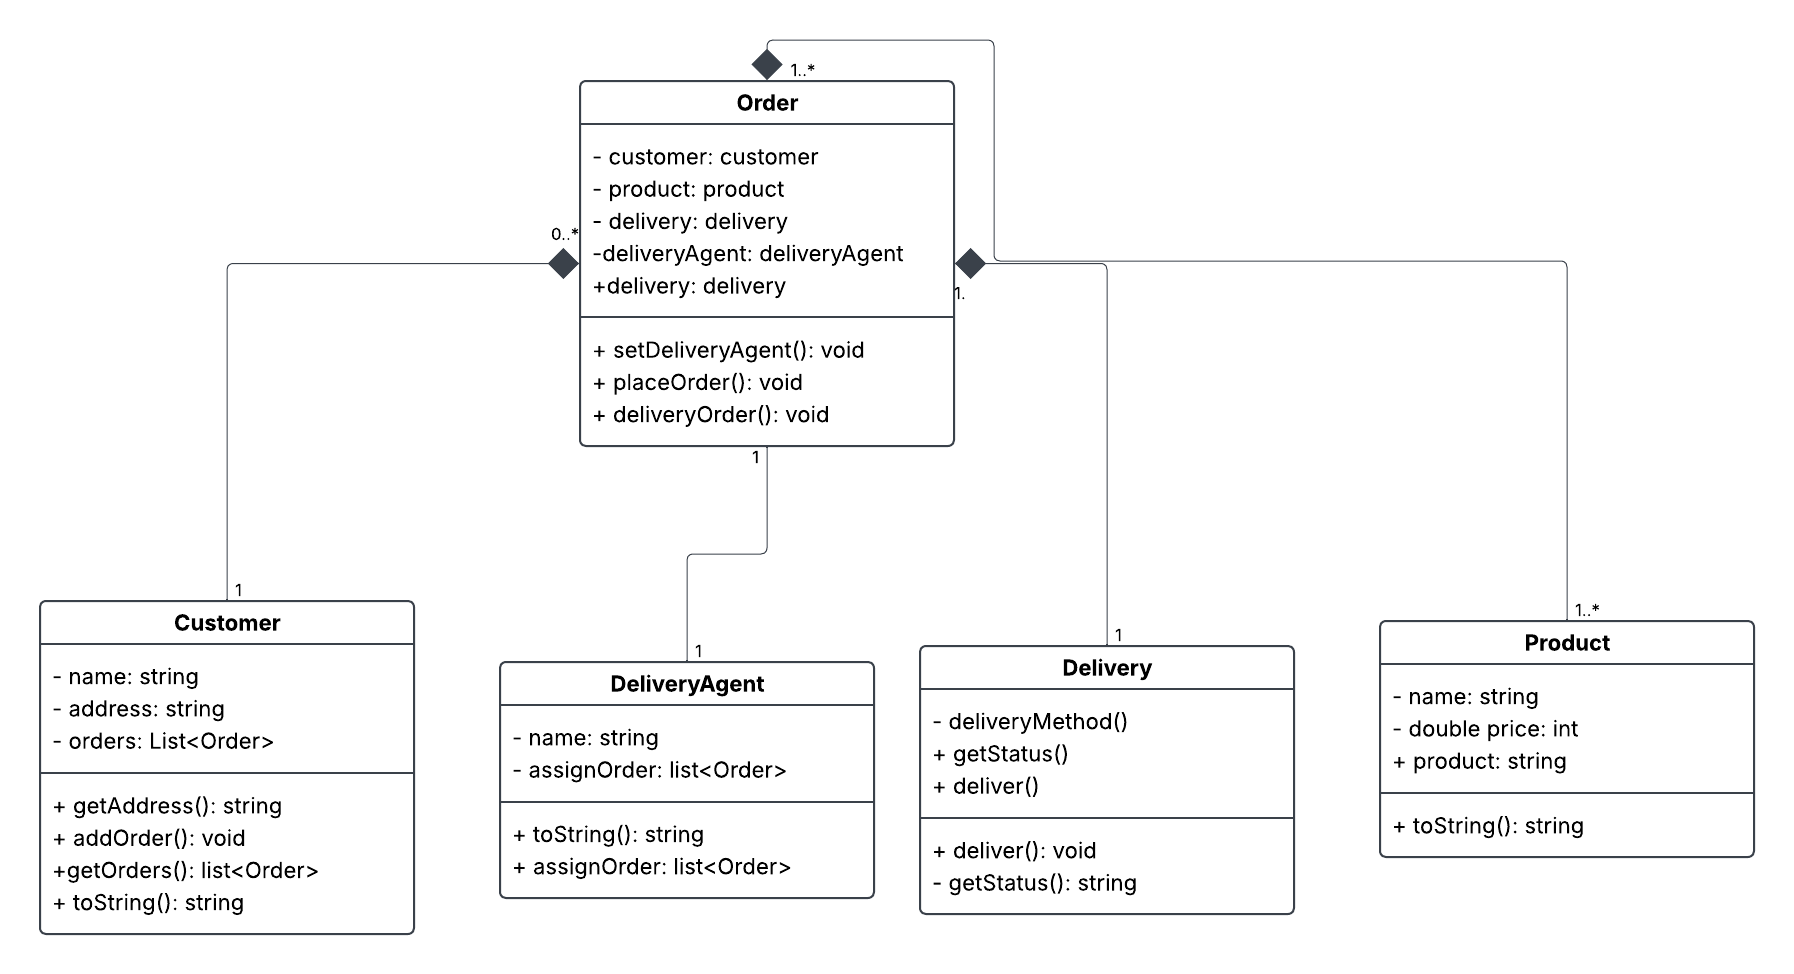 1..*
Order
- customer: customer
- product: product
- delivery: delivery
-deliveryAgent: deliveryAgent
+delivery: delivery
0..*
1.
+ setDeliveryAgent(): void
+ placeOrder(): void
+ deliveryOrder(): void
1
1
Customer
- name: string
- address: string
- orders: List<Order>
+ getAddress(): string
+ addOrder(): void
+getOrders(): list<Order>
+ toString(): string
1
DeliveryAgent
- name: string
- assignOrder: list<Order>
+ toString(): string
+ assignOrder: list<Order>
1
Delivery
- deliveryMethod()
+ getStatus()
+ deliver()
+ deliver(): void
- getStatus(): string
1..*
Product
- name: string
- double price: int
+ product: string
+ toString(): string